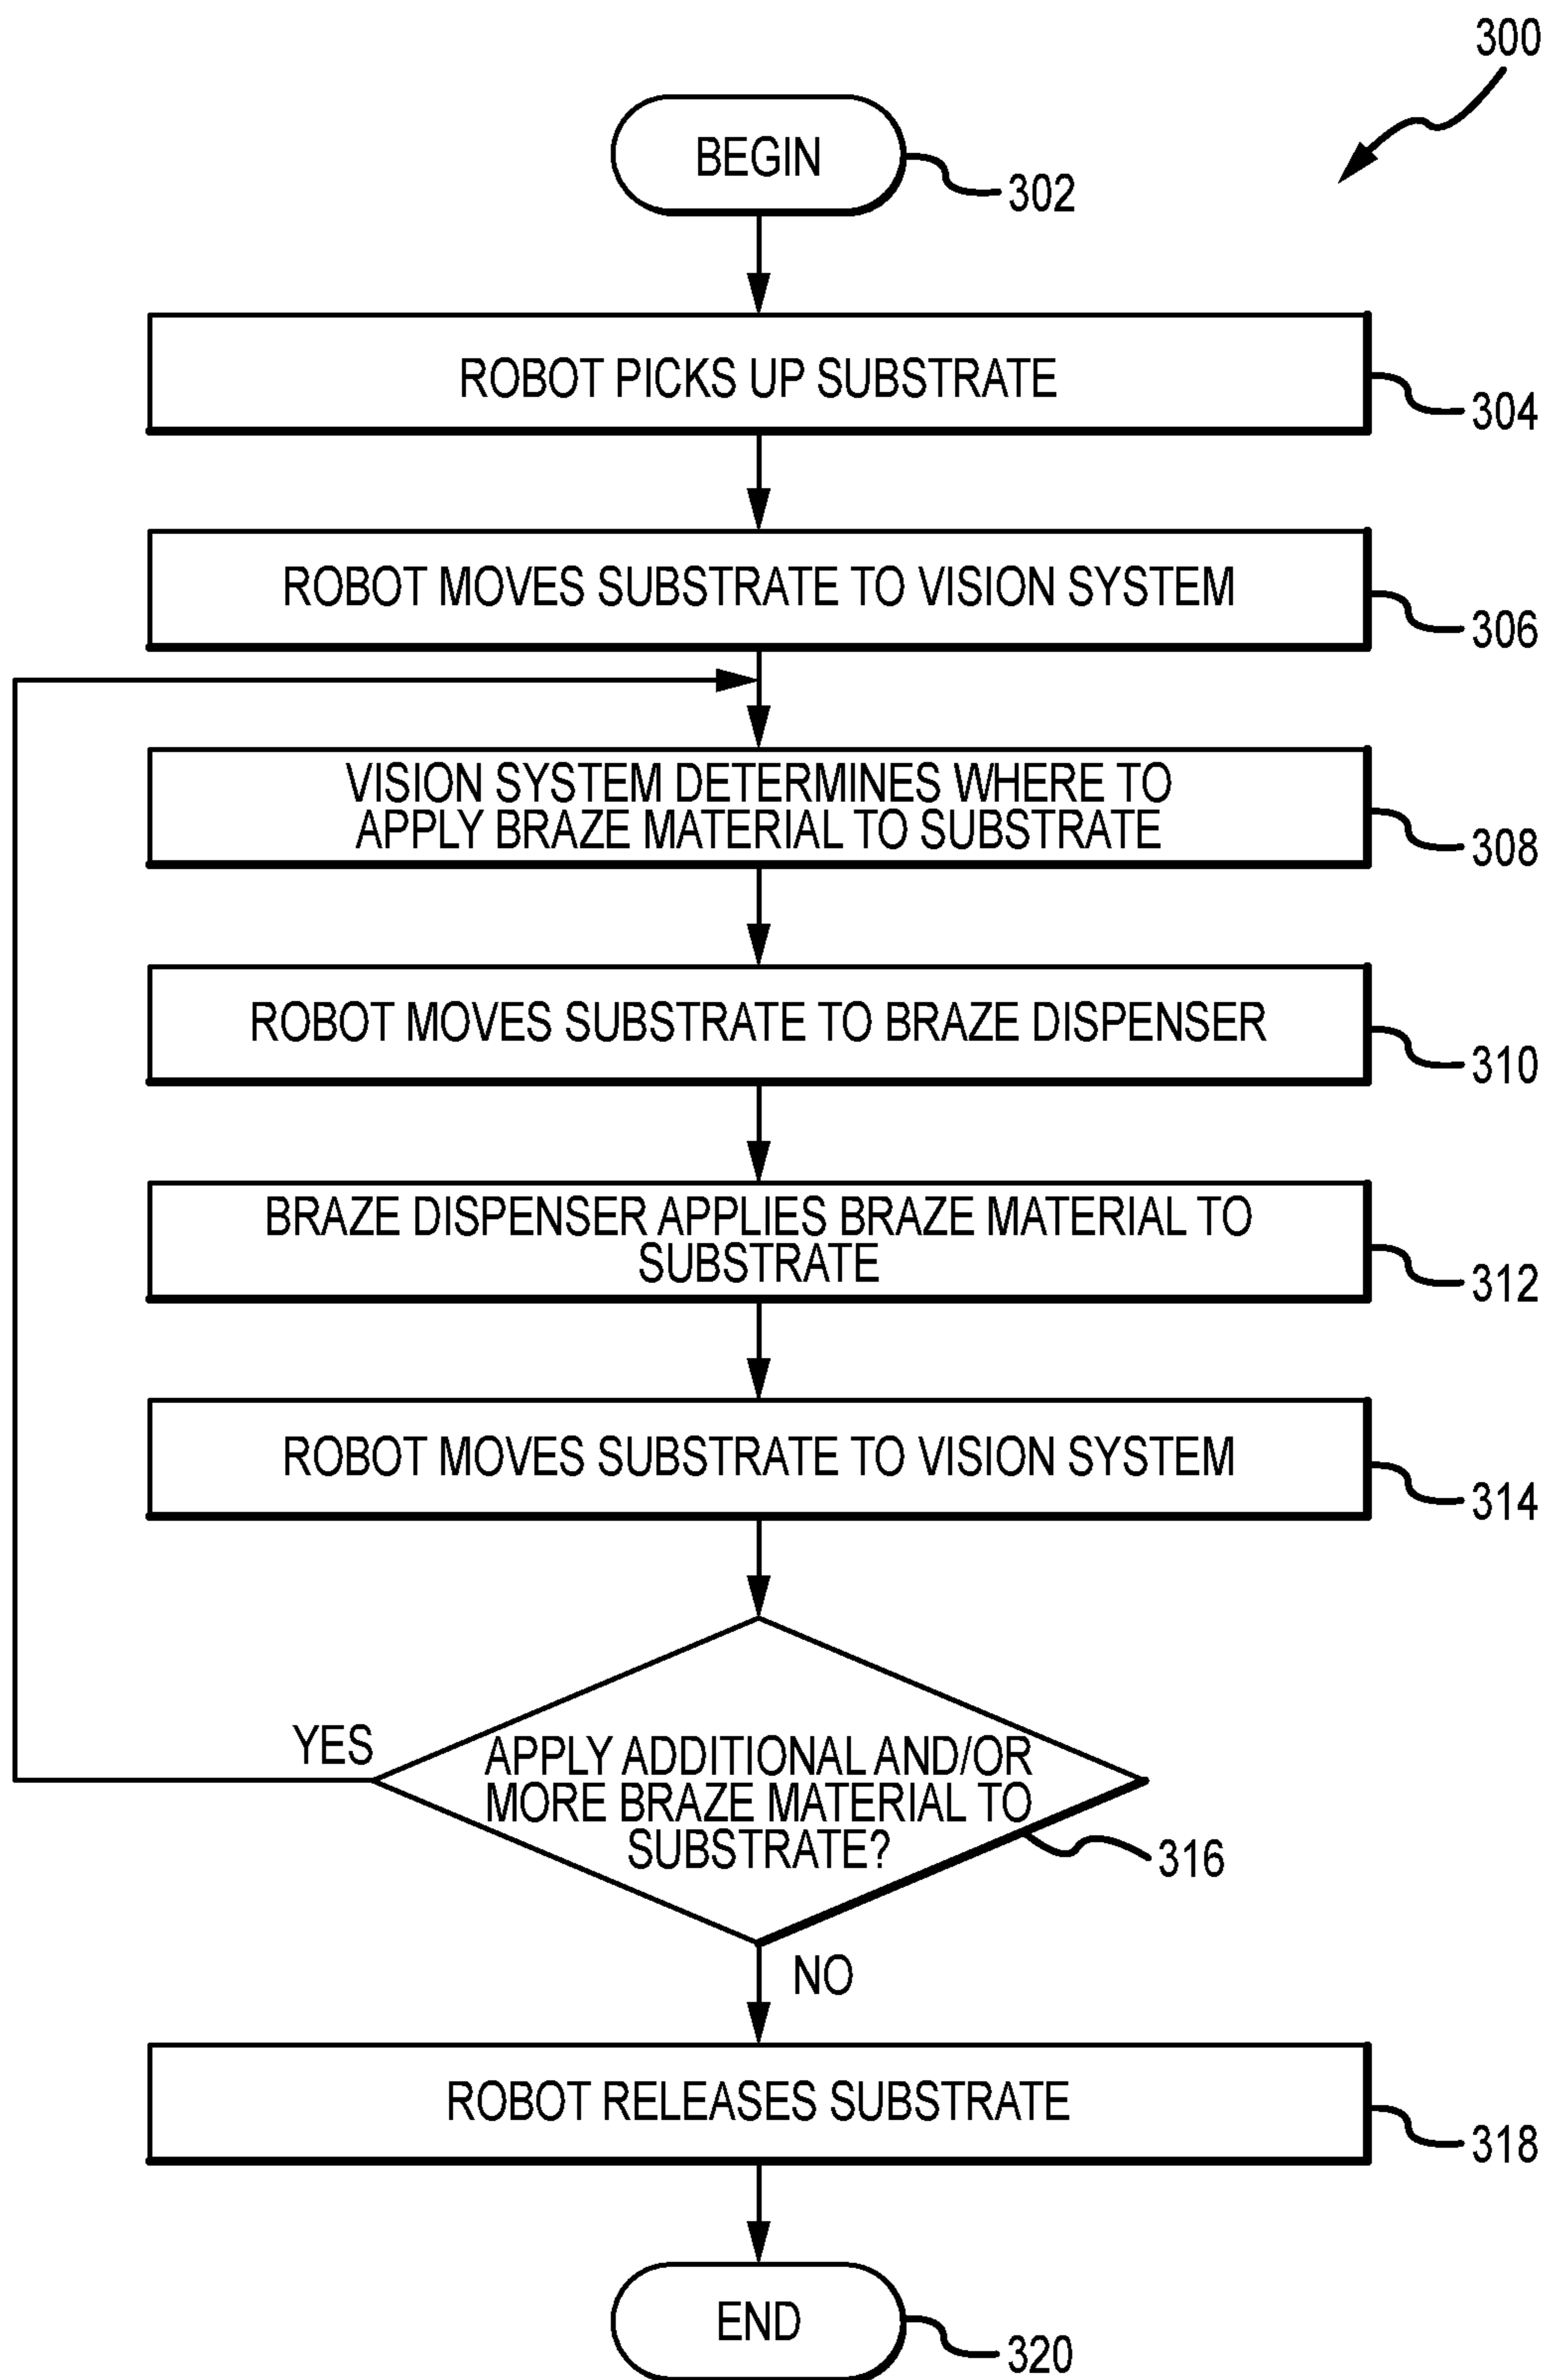 300
BEGIN
302
ROBOT PICKS UP SUBSTRATE
304
ROBOT MOVES SUBSTRATE TO VISION SYSTEM
306
VISION SYSTEM DETERMINES WHERE TO
APPLY BRAZE MATERIAL TO SUBSTRATE
308
ROBOT MOVES SUBSTRATE TO BRAZE DISPENSER
310
BRAZE DISPENSER APPLIES BRAZE MATERIAL TO
SUBSTRATE
312
ROBOT MOVES SUBSTRATE TO VISION SYSTEM
314
YES
APPLY ADDITIONAL AND/OR
MORE BRAZE MATERIAL TO
SUBSTRATE?
316
NO
ROBOT RELEASES SUBSTRATE
318
END
320